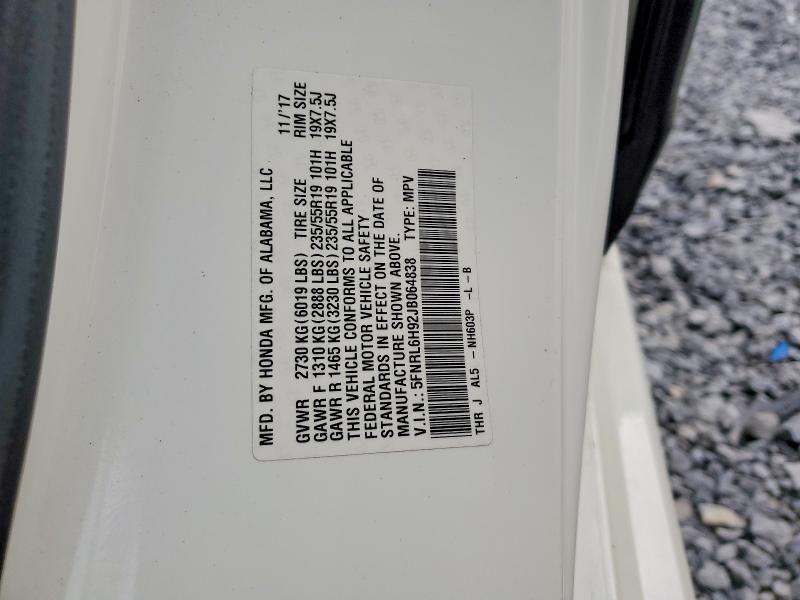 MFD. BY HONDA MFG. OF ALABAMA, LLC 11/'17
GVWR 2730 KG (6019 LBS) TIRE SIZE RIM SIZE
GAWR F 1310 KG (2888 LBS) 235/55R19 101H 19X7.5J
GAWR R 1465 KG (3230 LBS) 235/55R19 101H 19X7.5J
THIS VEHICLE CONFORMS TO ALL APPLICABLE
FEDERAL MOTOR VEHICLE SAFETY
STANDARDS IN EFFECT ON THE DATE OF
MANUFACTURE SHOWN ABOVE.
V.I.N.: 5FNRL6H92JB064838 TYPE: MPV
THR J AL5 - NH603P -L -B